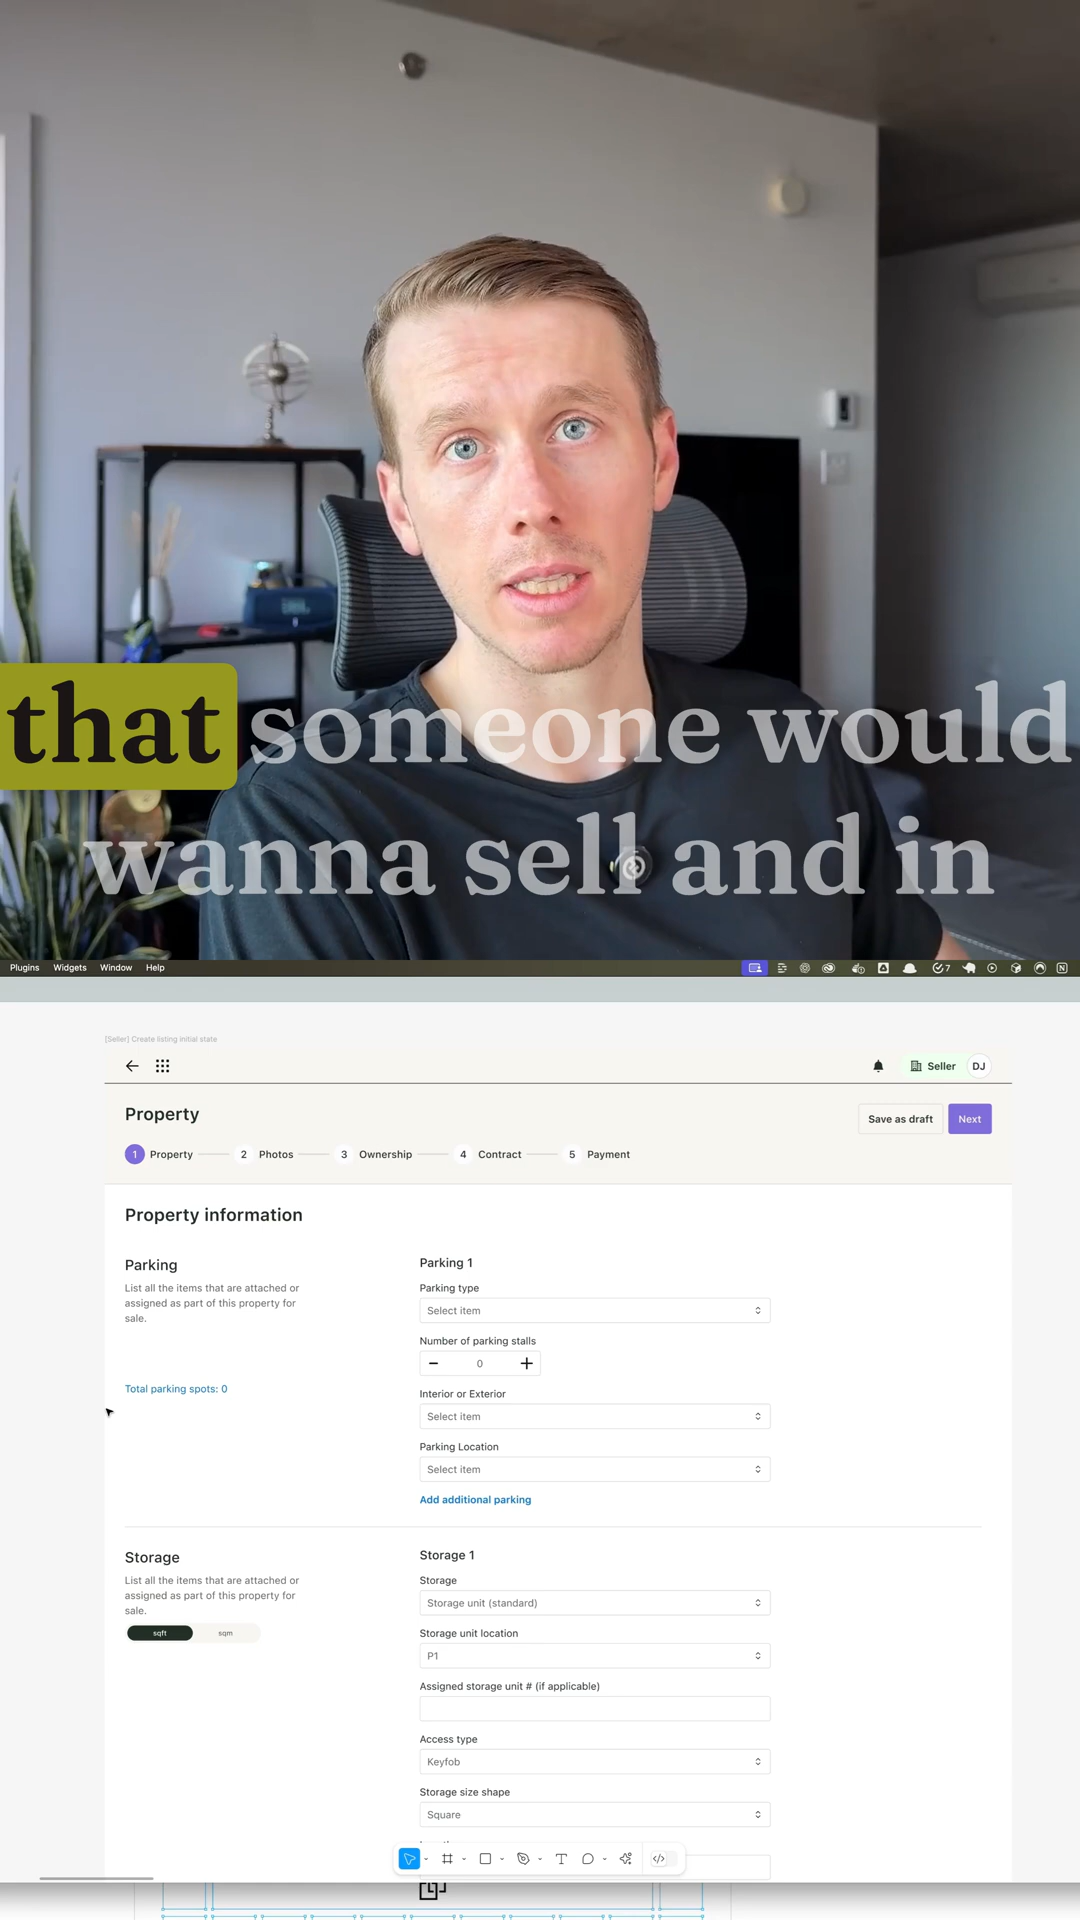 that someone would
wanna sell and in
Plugins Widgets Window Help
7
[Seller] Create listing initial state
Seller DJ
Property
Save as draft Next
1 Property 2 Photos 3 Ownership 4 Contract 5 Payment
Property information
Parking
List all the items that are attached or
assigned as part of this property for
sale.
Total parking spots: 0
Parking 1
Parking type
Select item
Number of parking stalls
0
Interior or Exterior
Select item
Parking Location
Select item
Add additional parking
Storage
List all the items that are attached or
assigned as part of this property for
sale.
sqft sqm
Storage 1
Storage
Storage unit (standard)
Storage unit location
P1
Assigned storage unit # (if applicable)
Access type
Keyfob
Storage size shape
Square